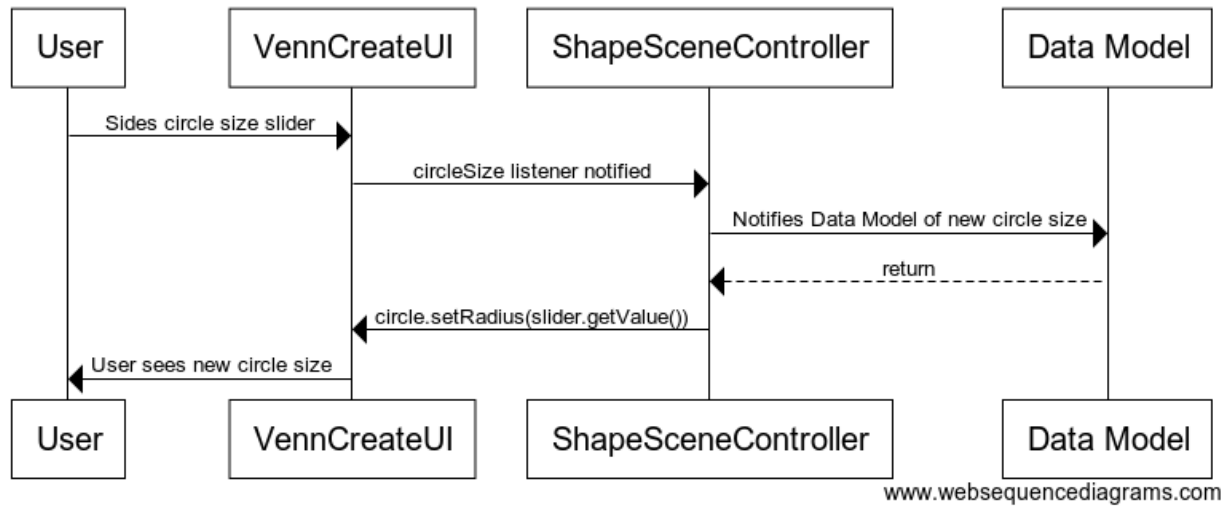 User
VennCreateUI
ShapeSceneController
Data Model
Sides circle size slider
circleSize listener notified
Notifies Data Model of new circle size
return
circle.setRadius(slider.getValue())
User sees new circle size
User
VennCreateUI
ShapeSceneController
Data Model
www.websequencediagrams.com